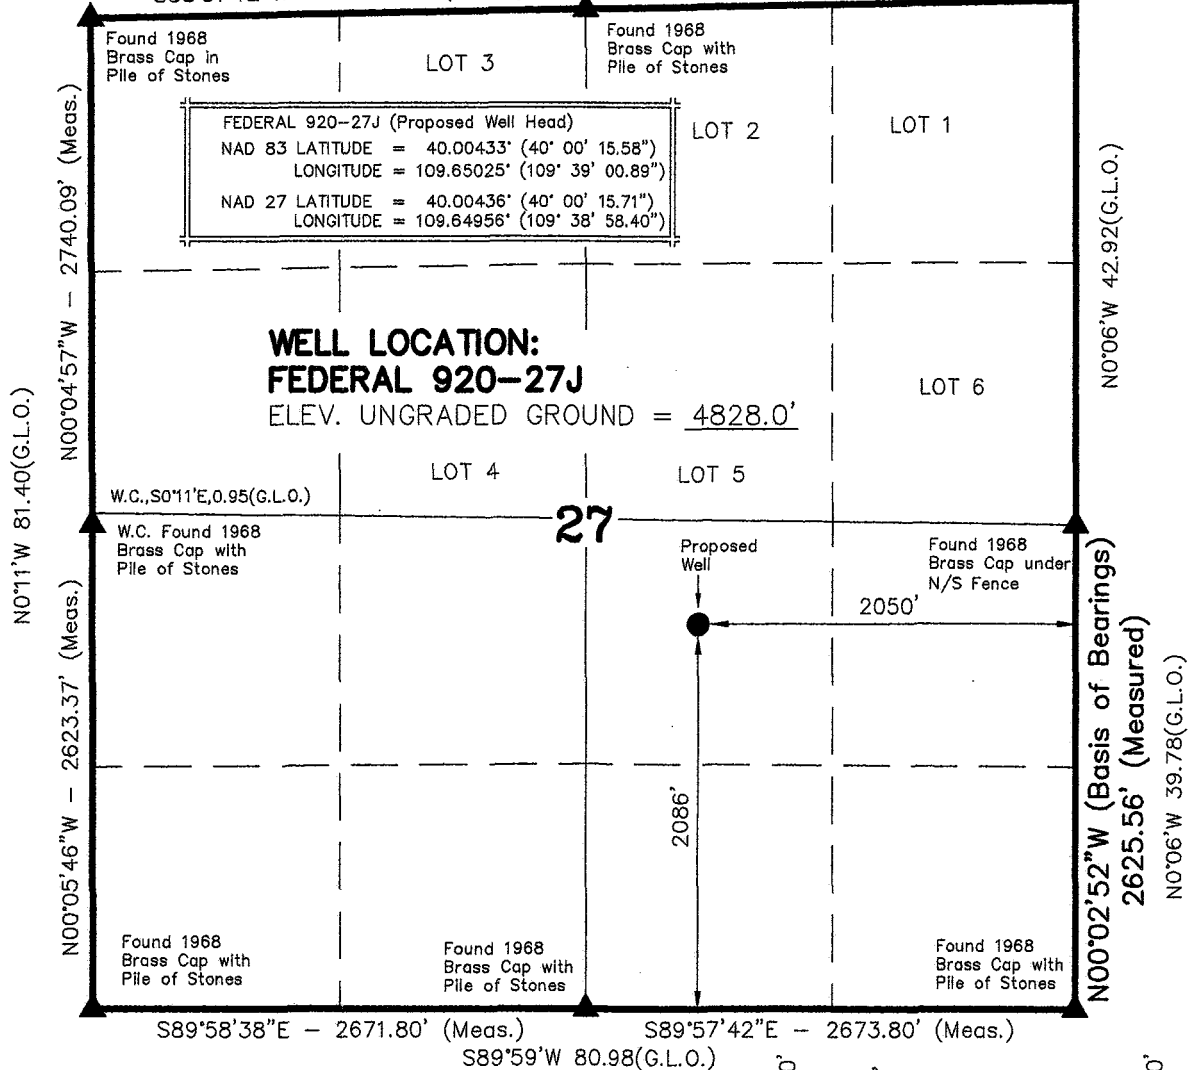 Found 1968
Brass Cap in
Pile of Stones
LOT 3
Found 1968
Brass Cap with
Pile of Stones
LOT 2
LOT 1
FEDERAL 920-27J (Proposed Well Head)
NAD 83 LATITUDE = 40.00433° (40° 00' 15.58")
LONGITUDE = 109.65025° (109° 39' 00.89")
NAD 27 LATITUDE = 40.00436° (40° 00' 15.71")
LONGITUDE = 109.64956° (109° 38' 58.40")
N00°04'57"W - 2740.09' (Meas.)
N0°06'W 42.92(G.L.O.)
WELL LOCATION:
FEDERAL 920-27J
ELEV. UNGRADED GROUND = 4828.0'
LOT 6
LOT 4
LOT 5
N0°11'W 81.40(G.L.O.)
W.C.,S0°11'E,0.95(G.L.O.)
27
W.C. Found 1968
Brass Cap with
Pile of Stones
Proposed
Well
Found 1968
Brass Cap under
N/S Fence
2050'
2086'
N00°05'46"W - 2623.37' (Meas.)
N00°02'52"W (Basis of Bearings)
2625.56' (Measured)
N0°06'W 39.78(G.L.O.)
Found 1968
Brass Cap with
Pile of Stones
Found 1968
Brass Cap with
Pile of Stones
Found 1968
Brass Cap with
Pile of Stones
S89°58'38"E - 2671.80' (Meas.)
S89°57'42"E - 2673.80' (Meas.)
S89°59'W 80.98(G.L.O.)